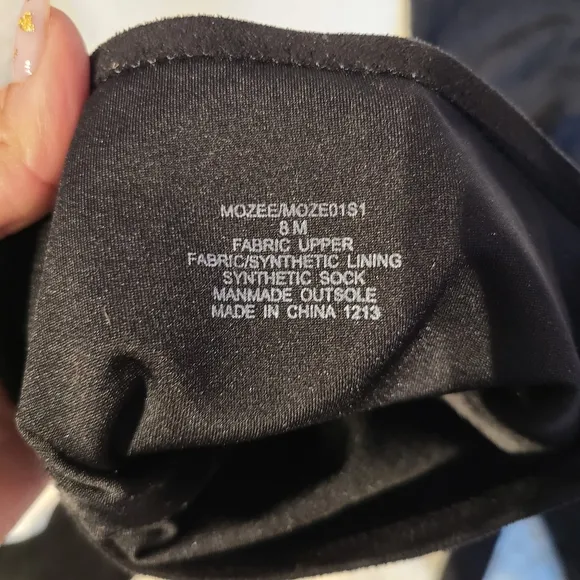 MOZEE/MOZE01S1
8 M
FABRIC UPPER
FABRIC/SYNTHETIC LINING
SYNTHETIC SOCK
MANMADE OUTSOLE
MADE IN CHINA 1213